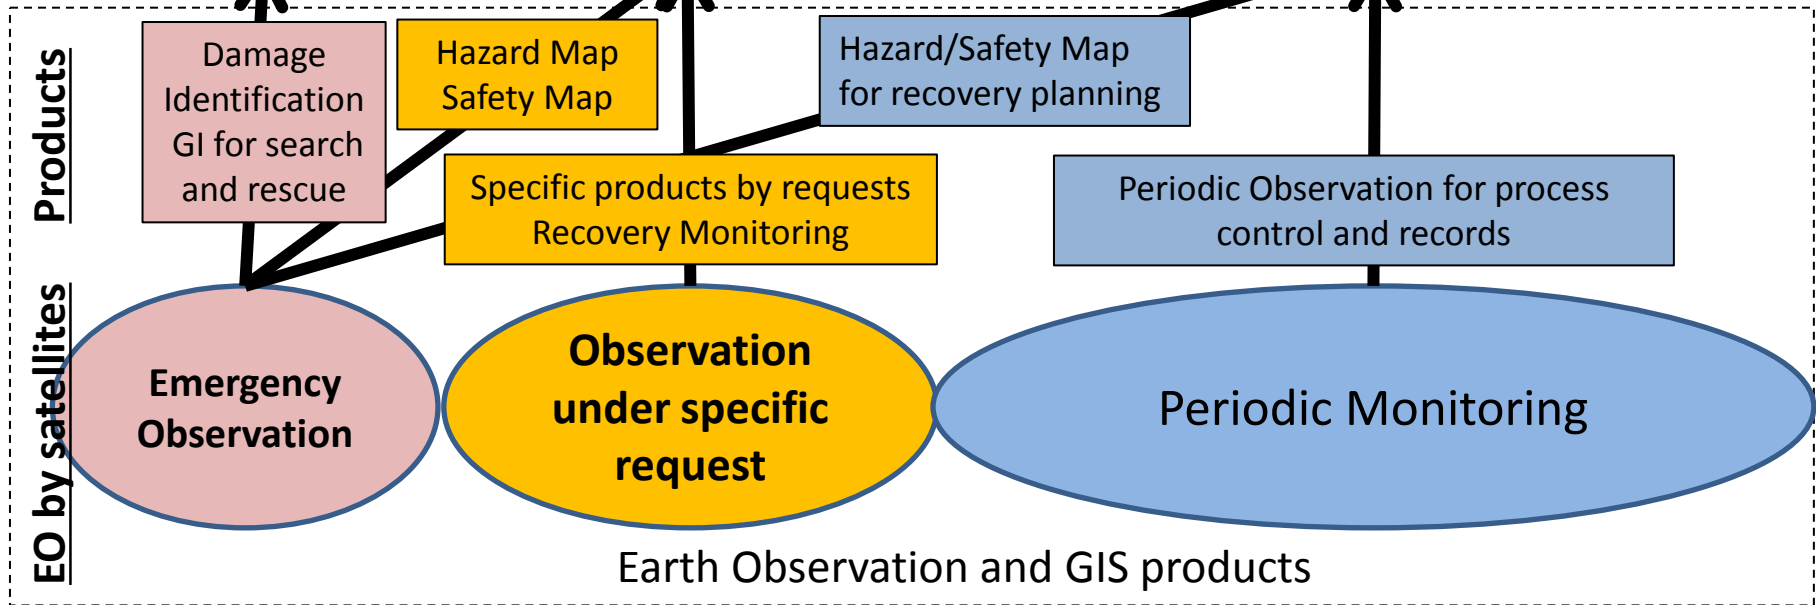 Products
Damage
Identification
GI for search
and rescue
Hazard Map
Safety Map
Hazard/Safety Map
for recovery planning
Specific products by requests
Recovery Monitoring
Periodic Observation for process
control and records
EO by satellites
Emergency
Observation
Observation
under specific
request
Periodic Monitoring
Earth Observation and GIS products